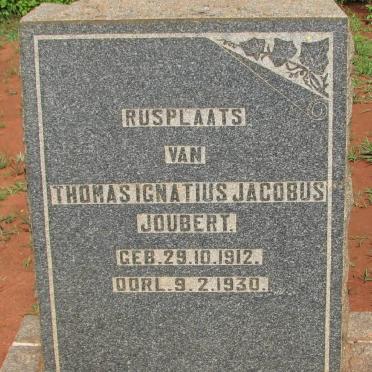 RUSPLAATS
VAN
THOMAS IGNATIUS JACOBUS
JOUBERT.
GEB. 29.10.1912.
OORL. 9.2.1930.